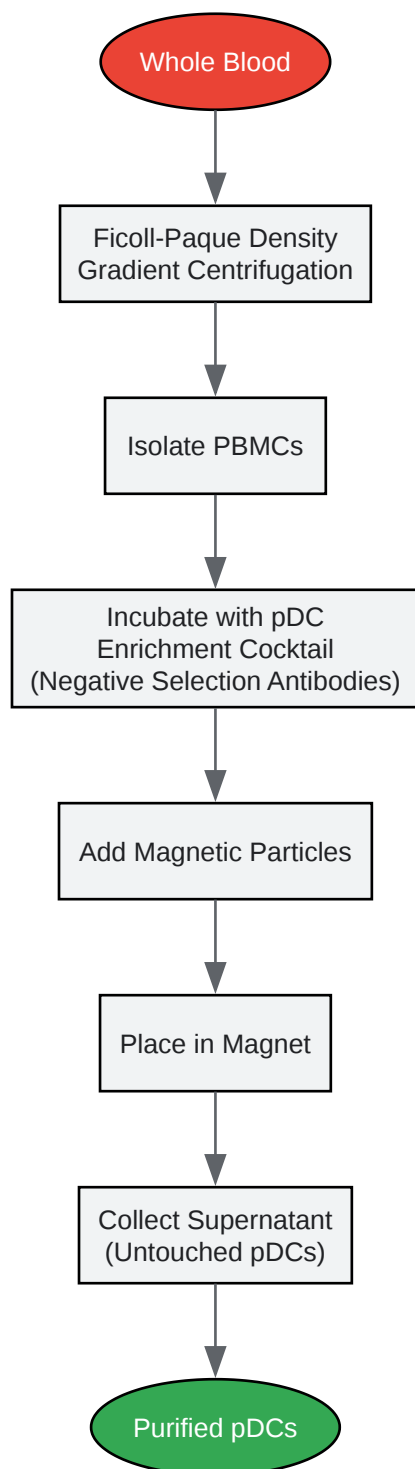 Whole Blood
Ficoll-Paque Density
Gradient Centrifugation
Isolate PBMCs
Incubate with pDC
Enrichment Cocktail
(Negative Selection Antibodies)
Add Magnetic Particles
Place in Magnet
Collect Supernatant
(Untouched pDCs)
Purified pDCs